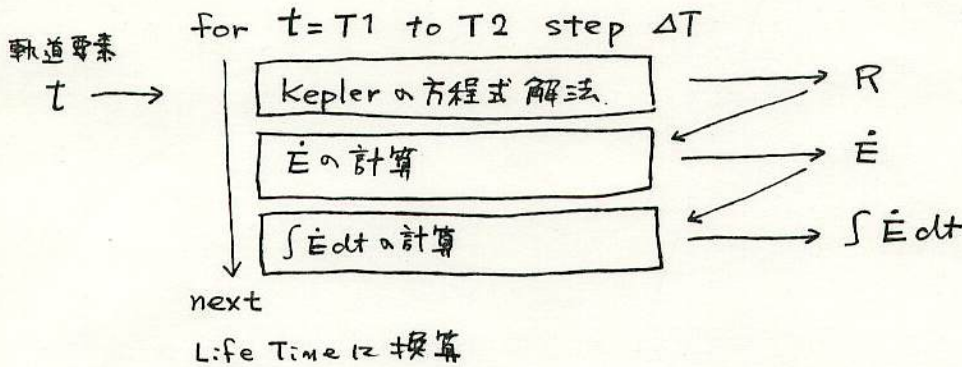 for t=T1 to T2 step ΔT
軌道要素
t
Keplerの方程式 解法.
R
Ėの計算
Ė
∫Ėdtの計算
∫Ėdt
next
Life Timeに換算